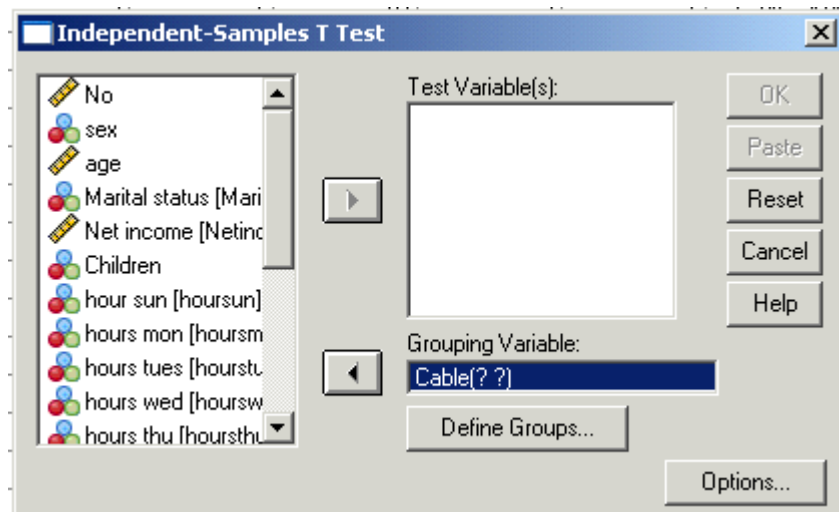 Independent-Samples T Test
No
sex
age
Marital status [Mari
Net income [Netinc
Children
hour sun [hoursun]
hours mon [hoursm
hours tues [hourstu
hours wed [hoursw
hours thu [hoursthu
Test Variable(s):
Grouping Variable:
Cable(? ?)
Define Groups...
OK
Paste
Reset
Cancel
Help
Options...